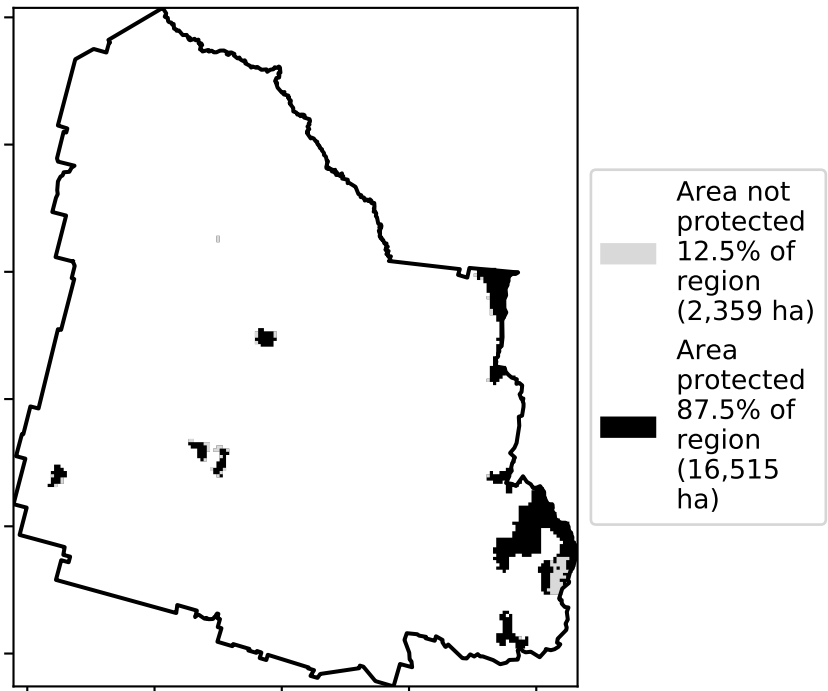 Area not
protected
12.5% of
region
(2,359 ha)
Area
protected
87.5% of
region
(16,515
ha)